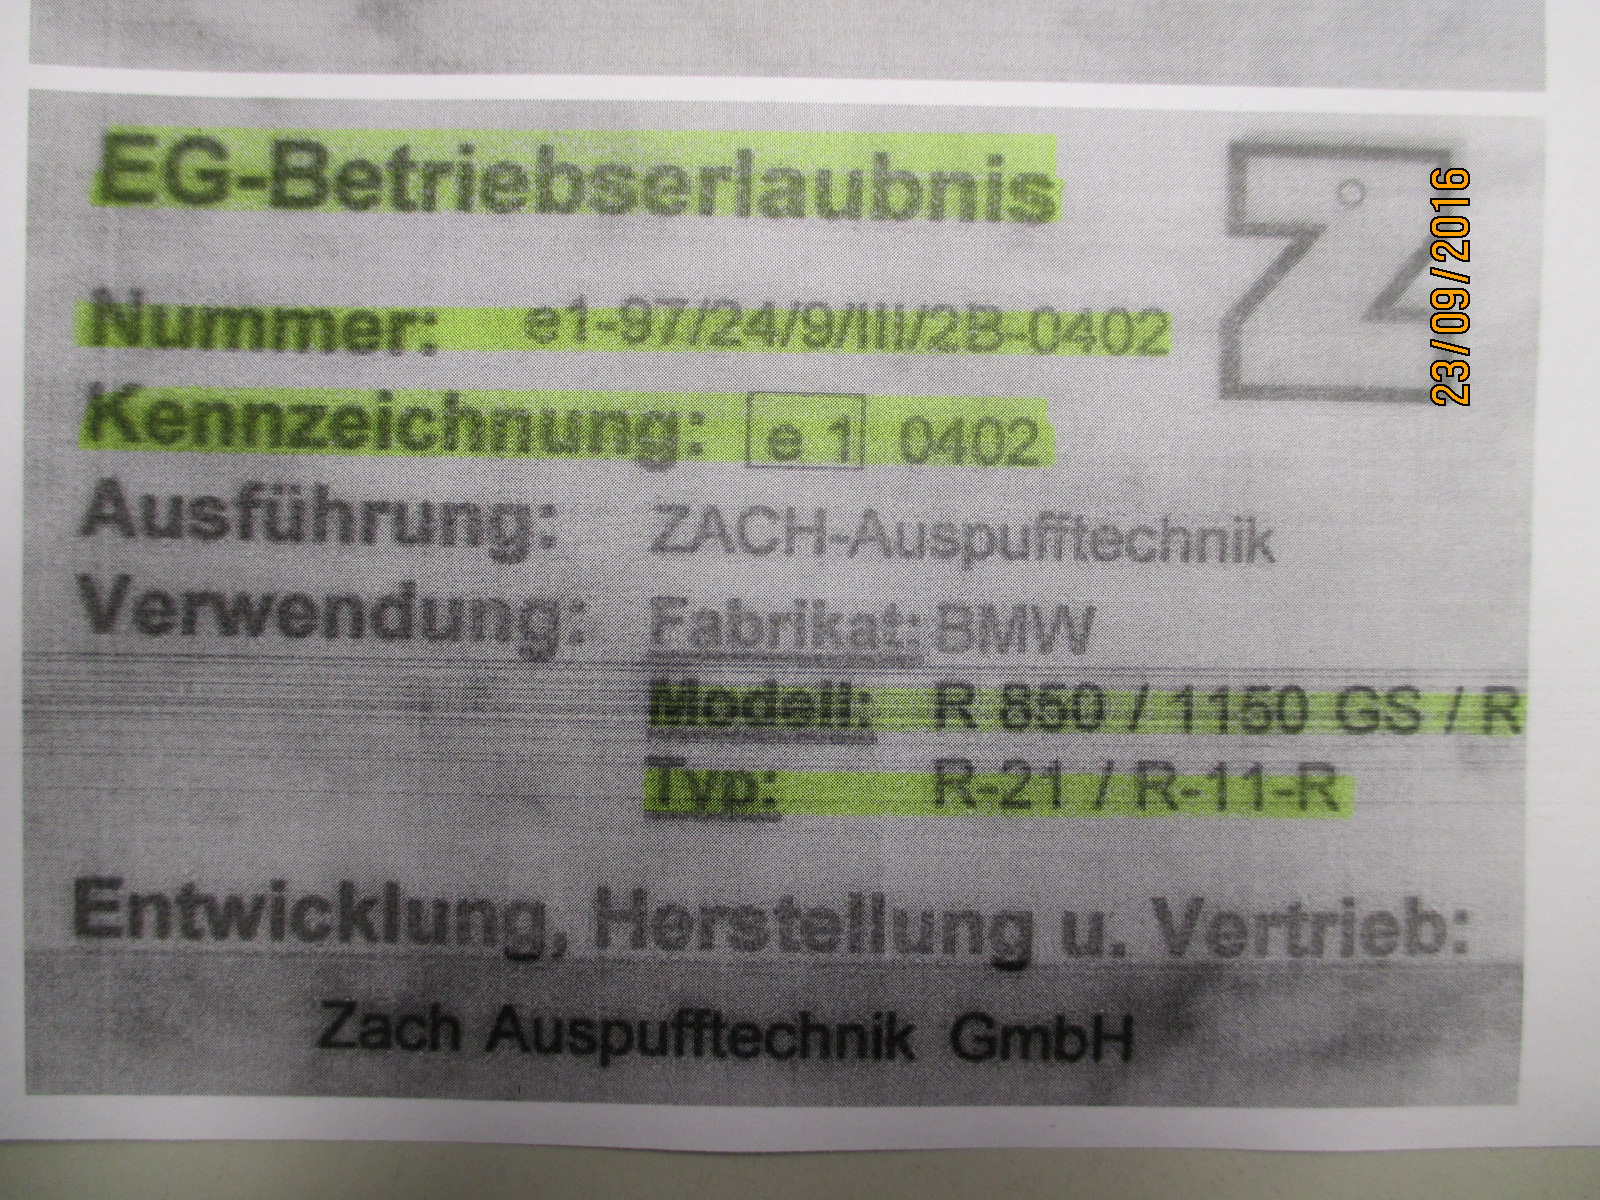 EG-Betriebserlaubnis
Nummer: e1-97/24/9/III/2B-0402
Kennzeichnung: e 1 0402
Ausführung: ZACH-Auspufftechnik
Verwendung: Fabrikat: BMW
Modell: R 850 / 1150 GS / R
Typ: R-21 / R-11-R
Entwicklung, Herstellung u. Vertrieb:
Zach Auspufftechnik GmbH
23/09/2016